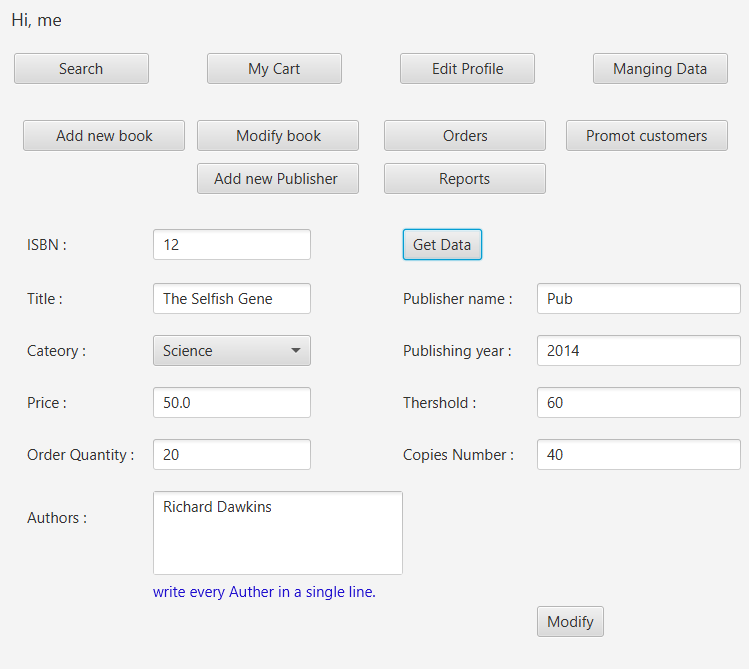 Hi, me
Search My Cart Edit Profile Manging Data
Add new book Modify book Orders Promot customers
Add new Publisher Reports
ISBN : 12 Get Data
Title : The Selfish Gene Publisher name : Pub
Cateory : Science Publishing year : 2014
Price : 50.0 Thershold : 60
Order Quantity : 20 Copies Number : 40
Authors : Richard Dawkins
write every Auther in a single line.
Modify